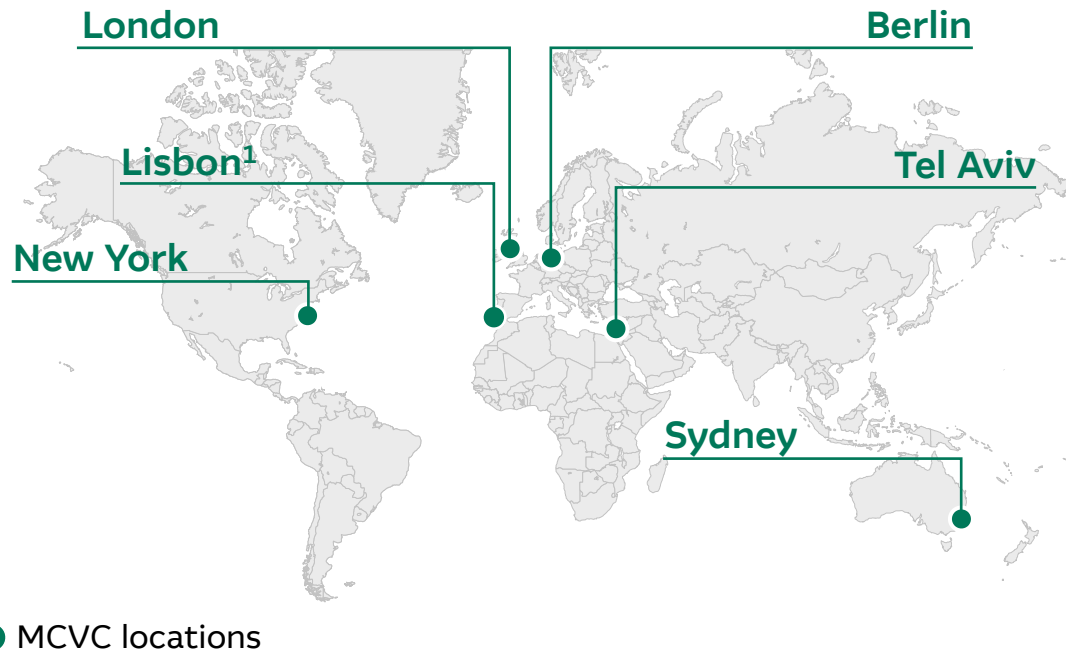 London
Berlin
Lisbon¹
Tel Aviv
New York
Sydney
MCVC locations